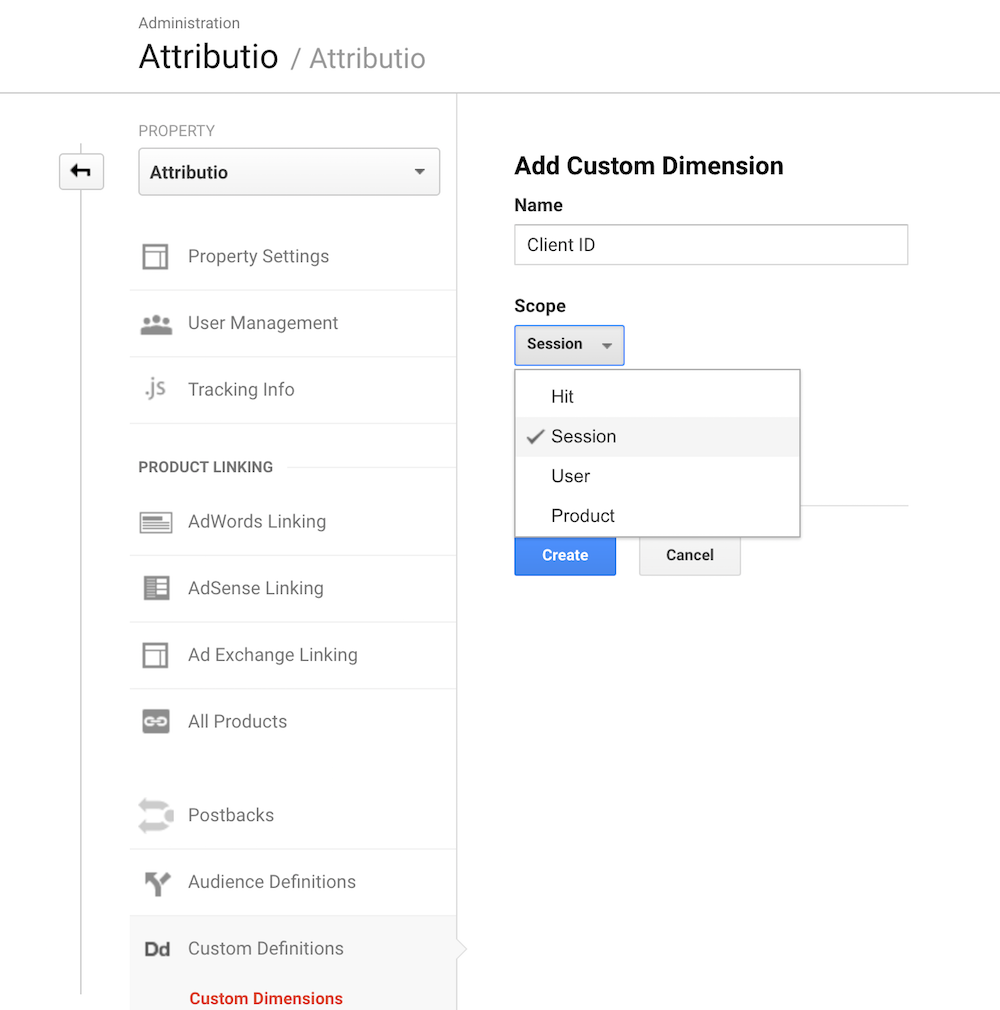 Administration
Attributio / Attributio
PROPERTY
Attributio
Property Settings
User Management
.js Tracking Info
PRODUCT LINKING
AdWords Linking
AdSense Linking
Ad Exchange Linking
All Products
Postbacks
Audience Definitions
Dd Custom Definitions
Custom Dimensions
Add Custom Dimension
Name
Client ID
Scope
Session
Hit
Session
User
Product
Create Cancel